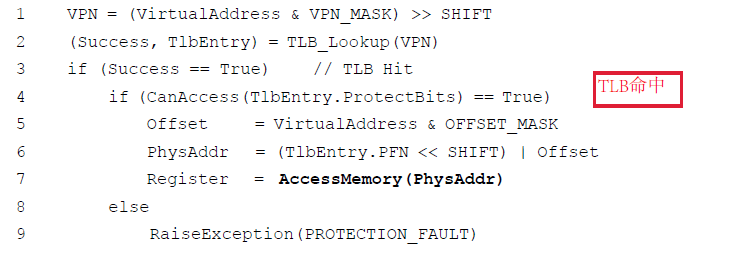 1 VPN = (VirtualAddress & VPN_MASK) >> SHIFT
2 (Success, TlbEntry) = TLB_Lookup(VPN)
3 if (Success == True) // TLB Hit
4 if (CanAccess(TlbEntry.ProtectBits) == True)
TLB命中
5 Offset = VirtualAddress & OFFSET_MASK
6 PhysAddr = (TlbEntry.PFN << SHIFT) | Offset
7 Register = AccessMemory(PhysAddr)
8 else
9 RaiseException(PROTECTION_FAULT)